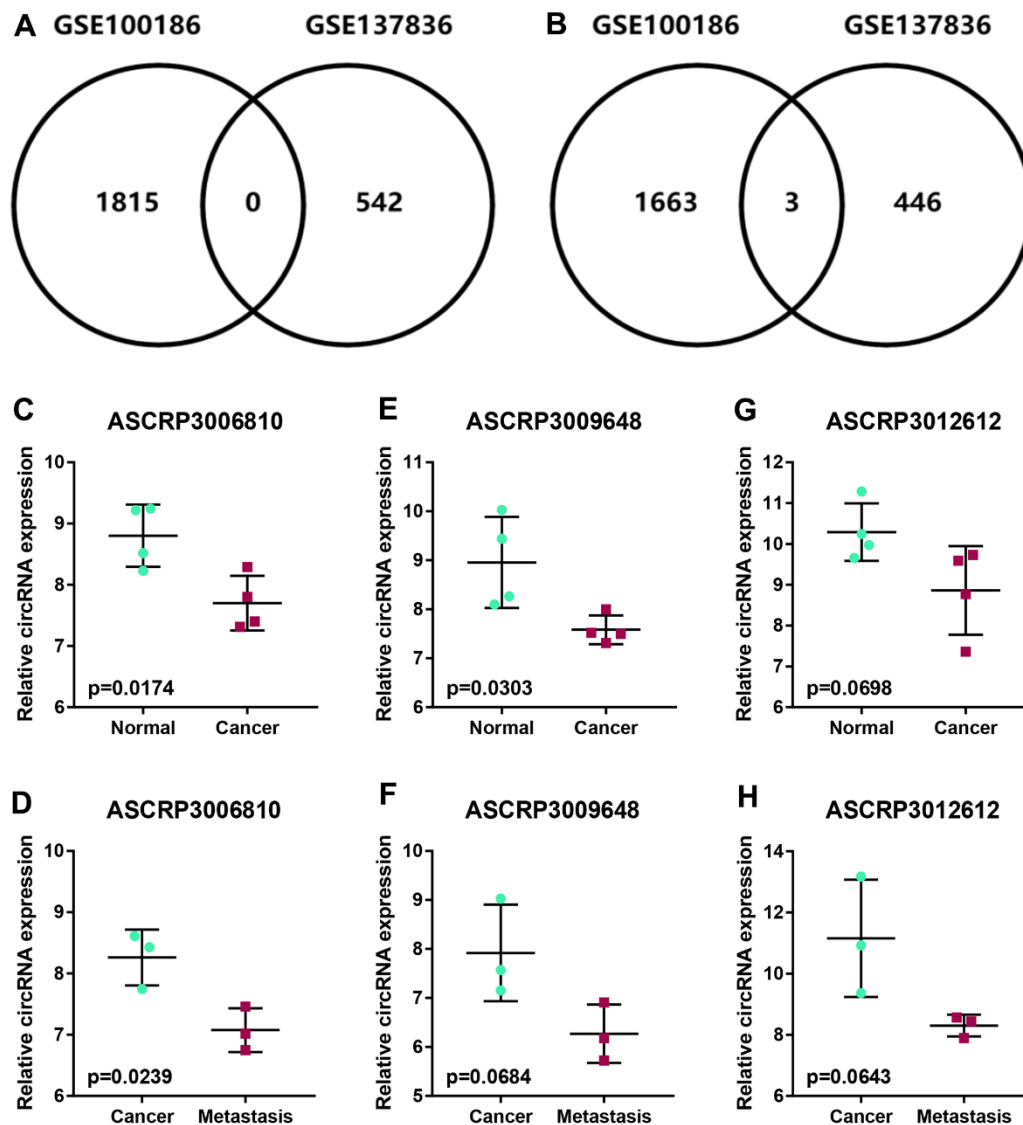 A GSE100186 GSE137836
1815 0 542
B GSE100186 GSE137836
1663 3 446
C ASCRP3006810
Relative circRNA expression
10
9
8
7
6
p=0.0174
Normal Cancer
E ASCRP3009648
Relative circRNA expression
11
10
9
8
7
6
p=0.0303
Normal Cancer
G ASCRP3012612
Relative circRNA expression
12
11
10
9
8
7
6
p=0.0698
Normal Cancer
D ASCRP3006810
Relative circRNA expression
10
9
8
7
6
p=0.0239
Cancer Metastasis
F ASCRP3009648
Relative circRNA expression
10
9
8
7
6
5
p=0.0684
Cancer Metastasis
H ASCRP3012612
Relative circRNA expression
14
12
10
8
6
p=0.0643
Cancer Metastasis